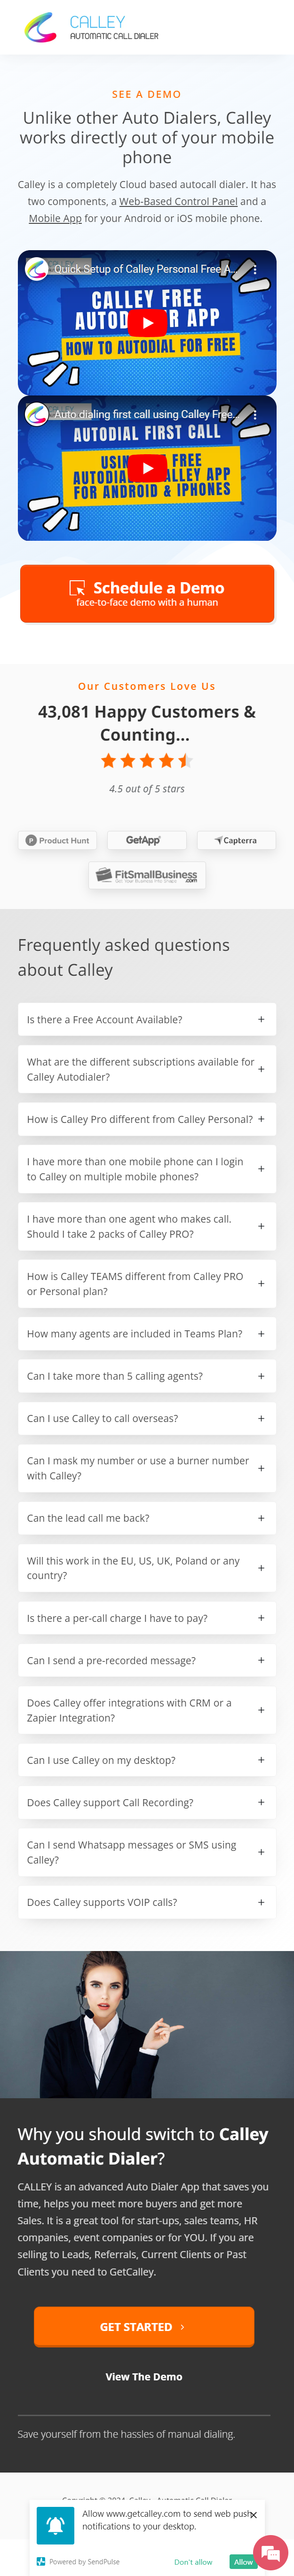 CALLEY
AUTOMATIC CALL DIALER
SEE A DEMO
Unlike other Auto Dialers, Calley
works directly out of your mobile
phone
Calley is a completely Cloud based autocall dialer. It has
two components, a Web-Based Control Panel and a
Mobile App for your Android or iOS mobile phone.
Quick Setup of Calley Personal Free A...
CALLEY FREE
APP
HOW TO AUTODIAL FOR FREE
Auto dialing first call using Calley Free...
AUTODIAL FIRST CALL
FREE
APP
FOR ANDROID & IPHONES
Schedule a Demo
face-to-face demo with a human
Our Customers Love Us
43,081 Happy Customers &
Counting...
4.5 out of 5 stars
P Product Hunt
GetApp
Capterra
FitSmallBusiness
.com
Frequently asked questions
about Calley
Is there a Free Account Available? +
What are the different subscriptions available for
Calley Autodialer? +
How is Calley Pro different from Calley Personal? +
I have more than one mobile phone can I login
to Calley on multiple mobile phones? +
I have more than one agent who makes call.
Should I take 2 packs of Calley PRO? +
How is Calley TEAMS different from Calley PRO
or Personal plan? +
How many agents are included in Teams Plan? +
Can I take more than 5 calling agents? +
Can I use Calley to call overseas? +
Can I mask my number or use a burner number
with Calley? +
Can the lead call me back? +
Will this work in the EU, US, UK, Poland or any
country? +
Is there a per-call charge I have to pay? +
Can I send a pre-recorded message? +
Does Calley offer integrations with CRM or a
Zapier Integration? +
Can I use Calley on my desktop? +
Does Calley support Call Recording? +
Can I send Whatsapp messages or SMS using
Calley? +
Does Calley supports VOIP calls? +
Why you should switch to Calley
Automatic Dialer?
CALLEY is an advanced Auto Dialer App that saves you
time, helps you meet more buyers and get more
Sales. It is a great tool for start-ups, sales teams, HR
companies, event companies or for YOU. If you are
selling to Leads, Referrals, Current Clients or Past
Clients you need to GetCalley.
GET STARTED >
View The Demo
Save yourself from the hassles of manual dialing.
Allow www.getcalley.com to send web push
notifications to your desktop.
Powered by SendPulse
Don't allow
Allow